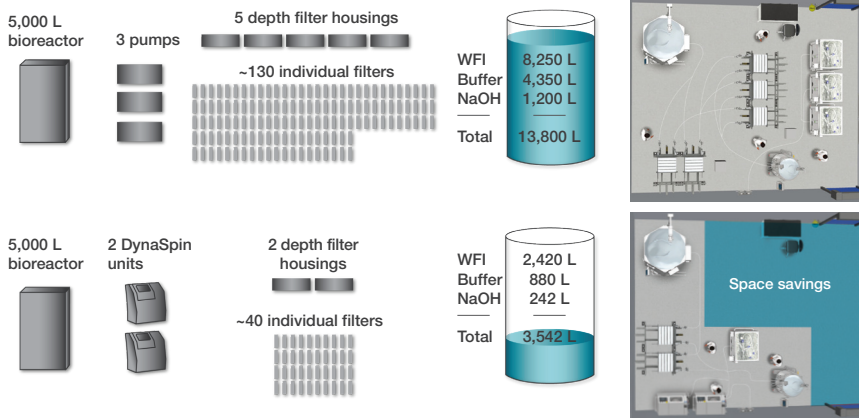 5,000 L
bioreactor
3 pumps
5 depth filter housings
~130 individual filters
WFI 8,250 L
Buffer 4,350 L
NaOH 1,200 L
Total 13,800 L
5,000 L
bioreactor
2 DynaSpin
units
2 depth filter
housings
~40 individual filters
WFI 2,420 L
Buffer 880 L
NaOH 242 L
Total 3,542 L
Space savings